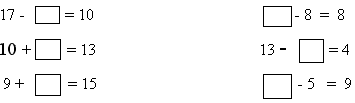 17 - □ = 10
□ - 8 = 8
10 + □ = 13
13 - □ = 4
9 + □ = 15
□ - 5 = 9